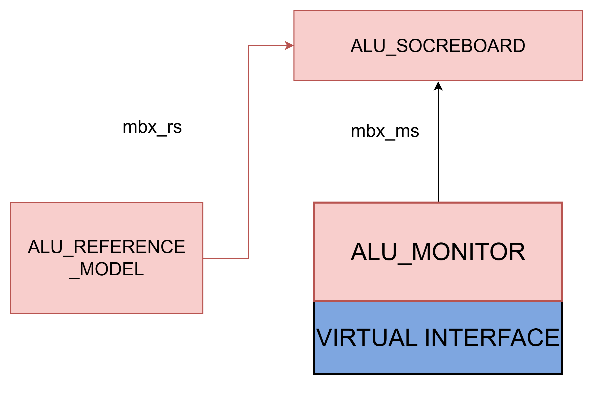 ALU_SOCREBOARD
mbx_rs
mbx_ms
ALU_REFERENCE
_MODEL
ALU_MONITOR
VIRTUAL INTERFACE